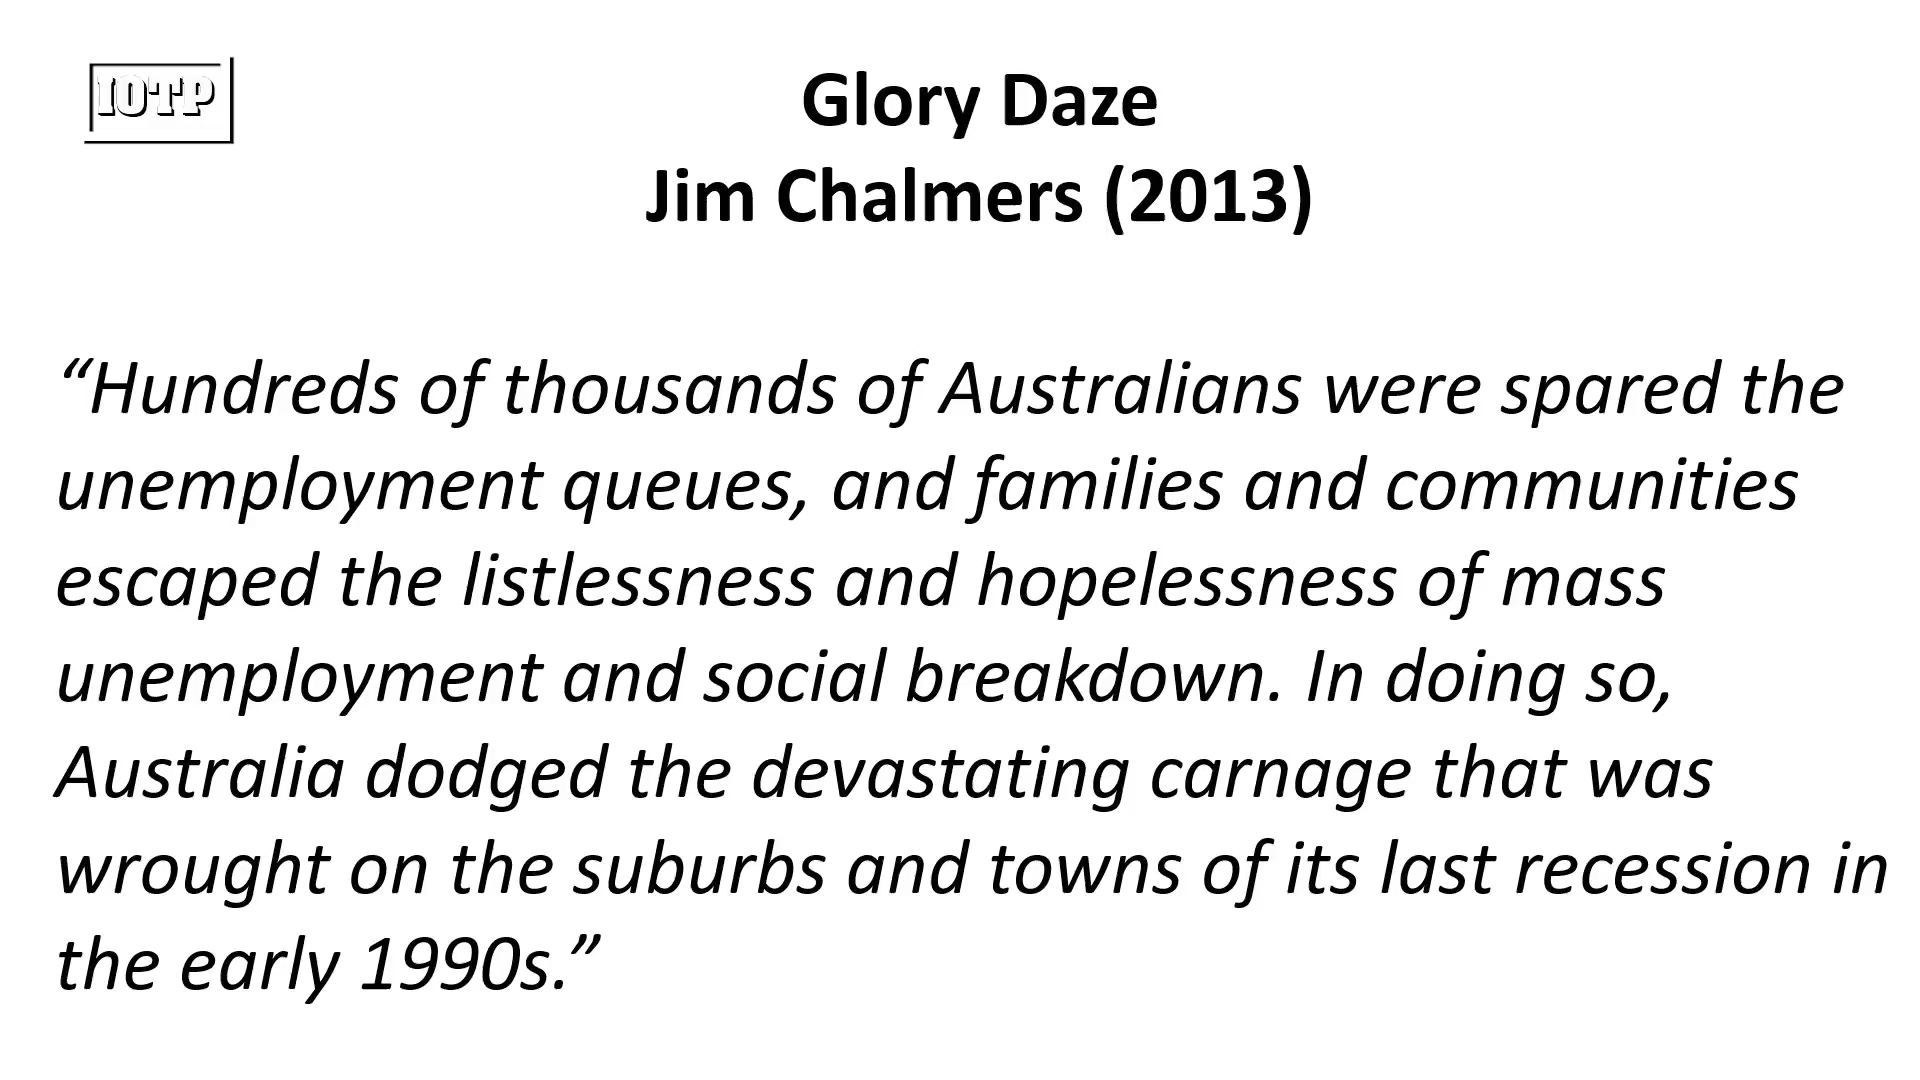 IOTP
Glory Daze
Jim Chalmers (2013)
“Hundreds of thousands of Australians were spared the
unemployment queues, and families and communities
escaped the listlessness and hopelessness of mass
unemployment and social breakdown. In doing so,
Australia dodged the devastating carnage that was
wrought on the suburbs and towns of its last recession in
the early 1990s.”